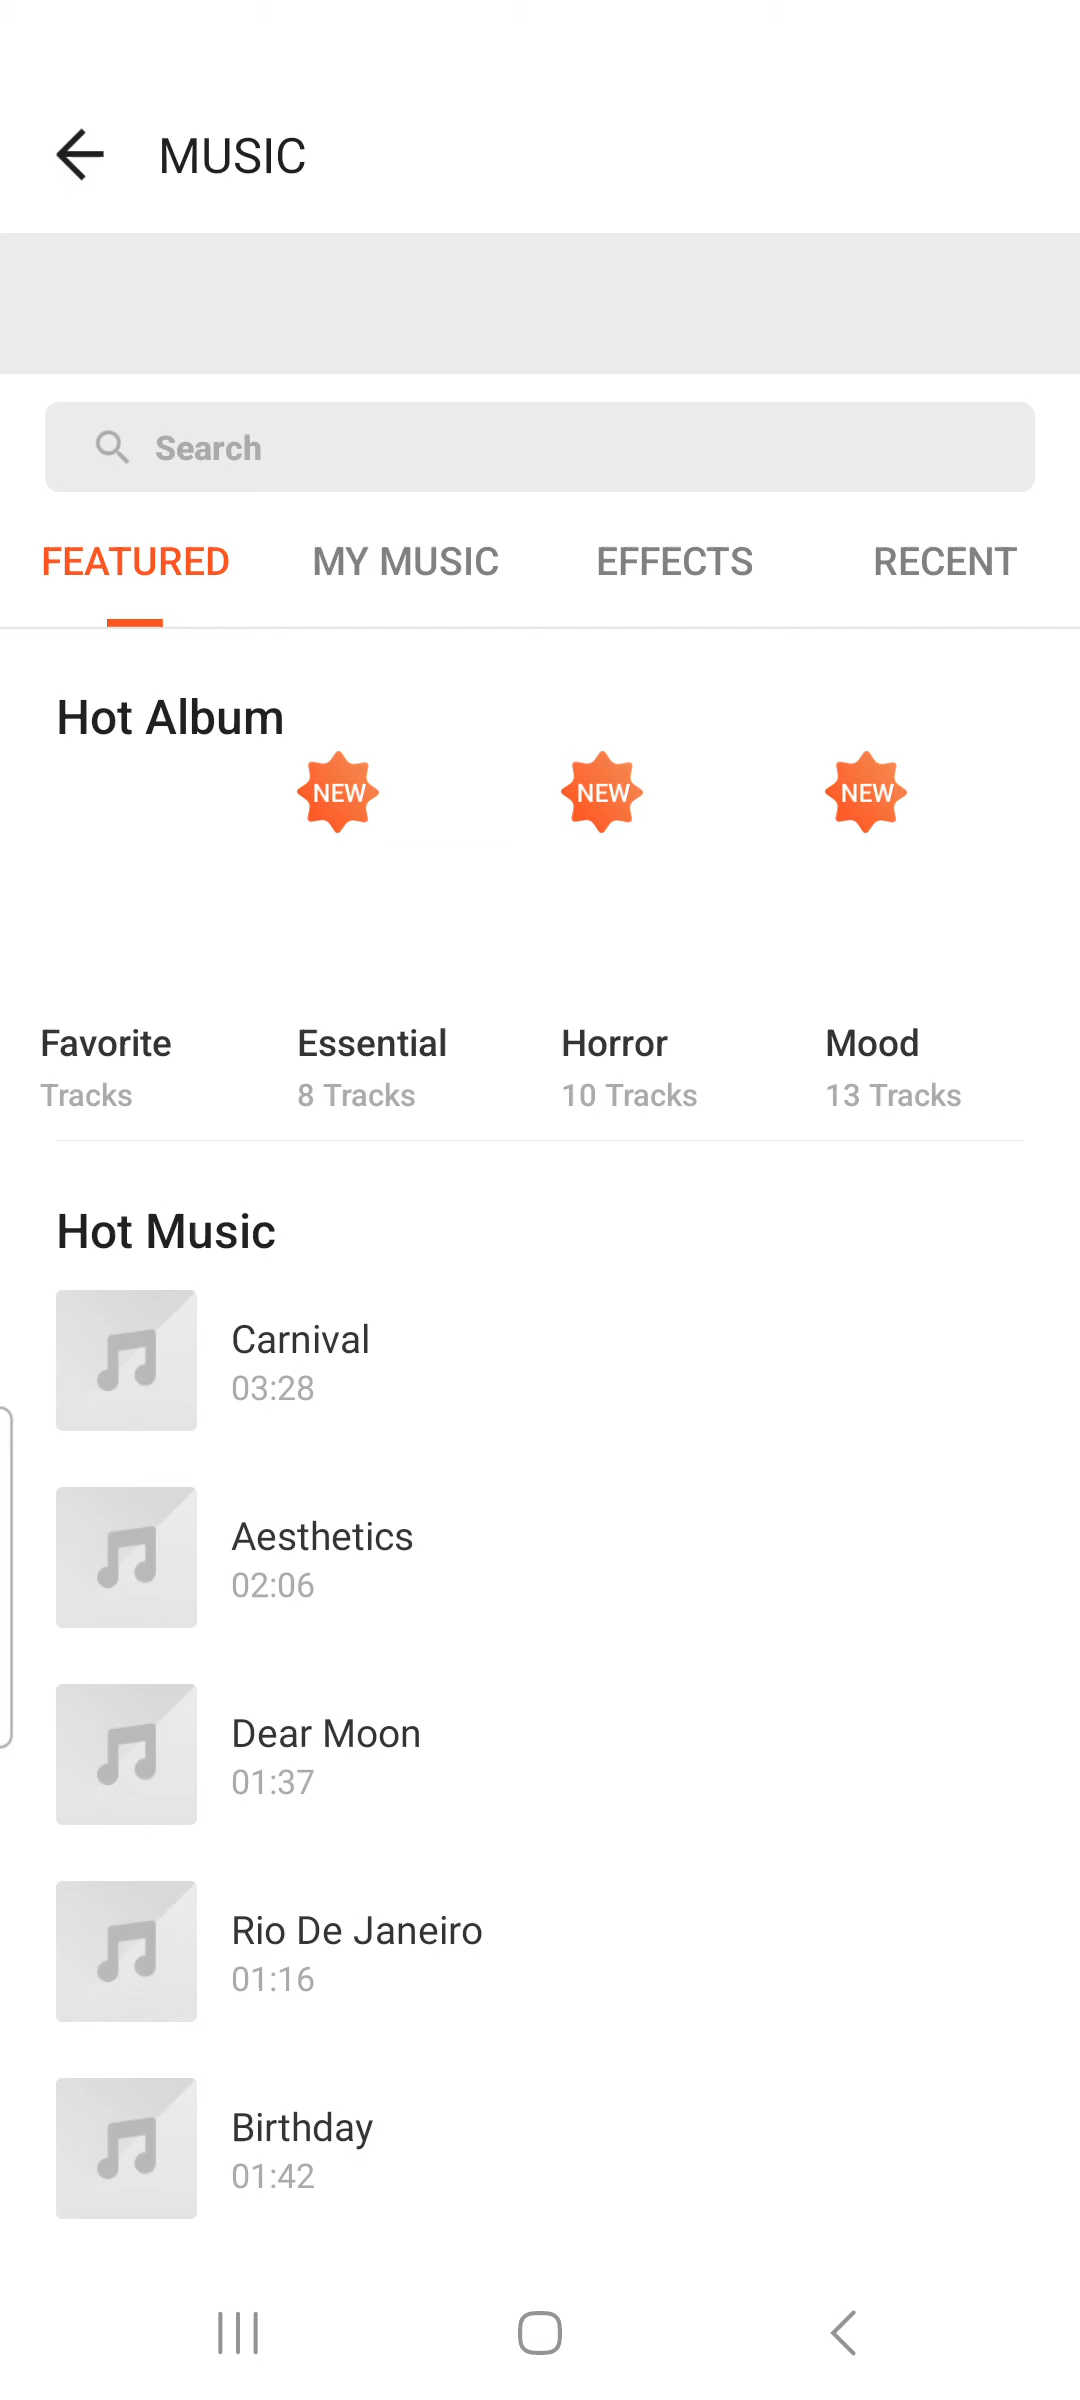 MUSIC
Search
FEATURED MY MUSIC EFFECTS RECENT
Hot Album
NEW NEW NEW
Favorite Essential Horror Mood
Tracks 8 Tracks 10 Tracks 13 Tracks
Hot Music
Carnival
03:28
Aesthetics
02:06
Dear Moon
01:37
Rio De Janeiro
01:16
Birthday
01:42